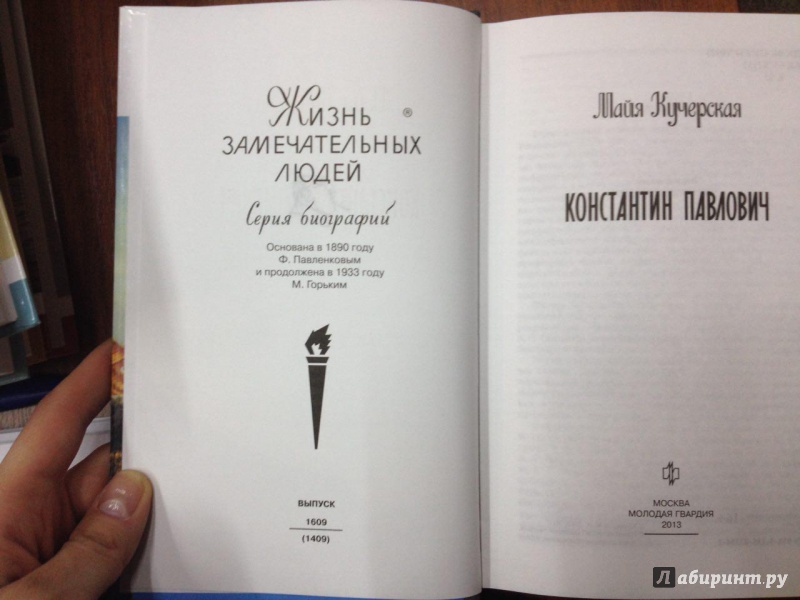 Жизнь ®
ЗАМЕЧАТЕЛЬНЫХ
ЛЮДЕЙ
Серия биографий
Основана в 1890 году
Ф. Павленковым
и продолжена в 1933 году
М. Горьким
ВЫПУСК
1609
(1409)
Майя Кучерская
КОНСТАНТИН ПАВЛОВИЧ
МОСКВА
МОЛОДАЯ ГВАРДИЯ
2013
Лабиринт.ру